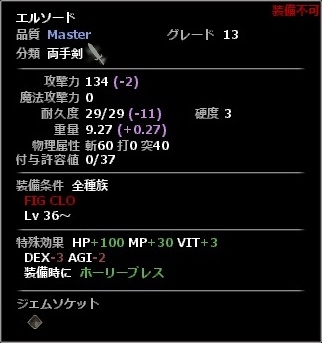 装備不可
エルソード
品質 Master グレード 13
分類 両手剣
攻撃力 134 (-2)
魔法攻撃力 0
耐久度 29/29 (-11) 硬度 3
重量 9.27 (+0.27)
物理属性 斬60 打0 突40
付与許容値 0/37
装備条件 全種族
FIG CLO
Lv 36～
特殊効果 HP+100 MP+30 VIT+3
DEX-3 AGI-2
装備時に ホーリーブレス
ジェムソケット